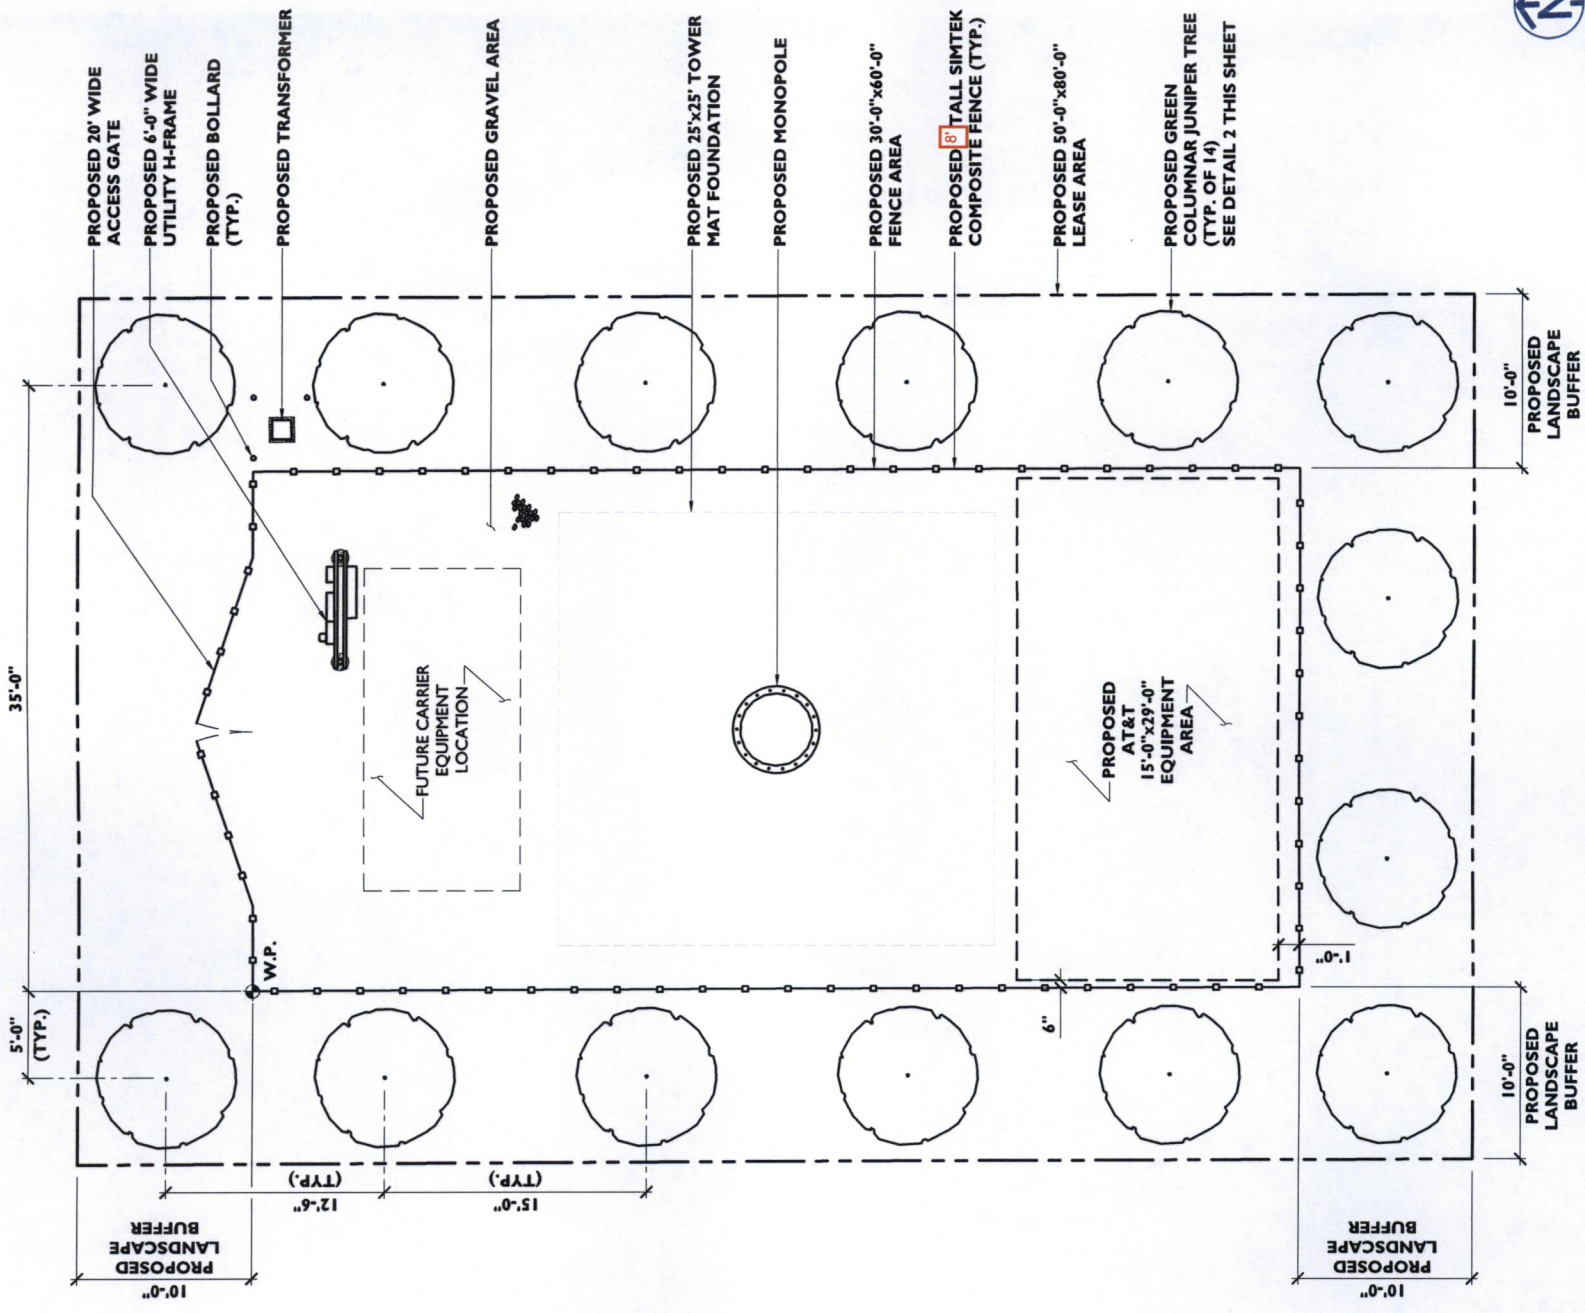 PROPOSED 20' WIDE
ACCESS GATE
PROPOSED 6'-0" WIDE
UTILITY H-FRAME
PROPOSED BOLLARD
(TYP.)
PROPOSED TRANSFORMER
PROPOSED GRAVEL AREA
PROPOSED 25'x25' TOWER
MAT FOUNDATION
PROPOSED MONOPOLE
PROPOSED 30'-0"x60'-0"
FENCE AREA
PROPOSED 8' TALL SIMTEK
COMPOSITE FENCE (TYP.)
PROPOSED 50'-0"x80'-0"
LEASE AREA
PROPOSED GREEN
COLUMNAR JUNIPER TREE
(TYP. OF 14)
SEE DETAIL 2 THIS SHEET
N
35'-0"
5'-0"
(TYP.)
W.P.
FUTURE CARRIER
EQUIPMENT
LOCATION
PROPOSED
AT&T
15'-0"x29'-0"
EQUIPMENT
AREA
1'-0"
6"
10'-0"
PROPOSED
LANDSCAPE
BUFFER
10'-0"
PROPOSED
LANDSCAPE
BUFFER
12'-6"
(TYP.)
15'-0"
(TYP.)
10'-0"
PROPOSED
LANDSCAPE
BUFFER
10'-0"
PROPOSED
LANDSCAPE
BUFFER